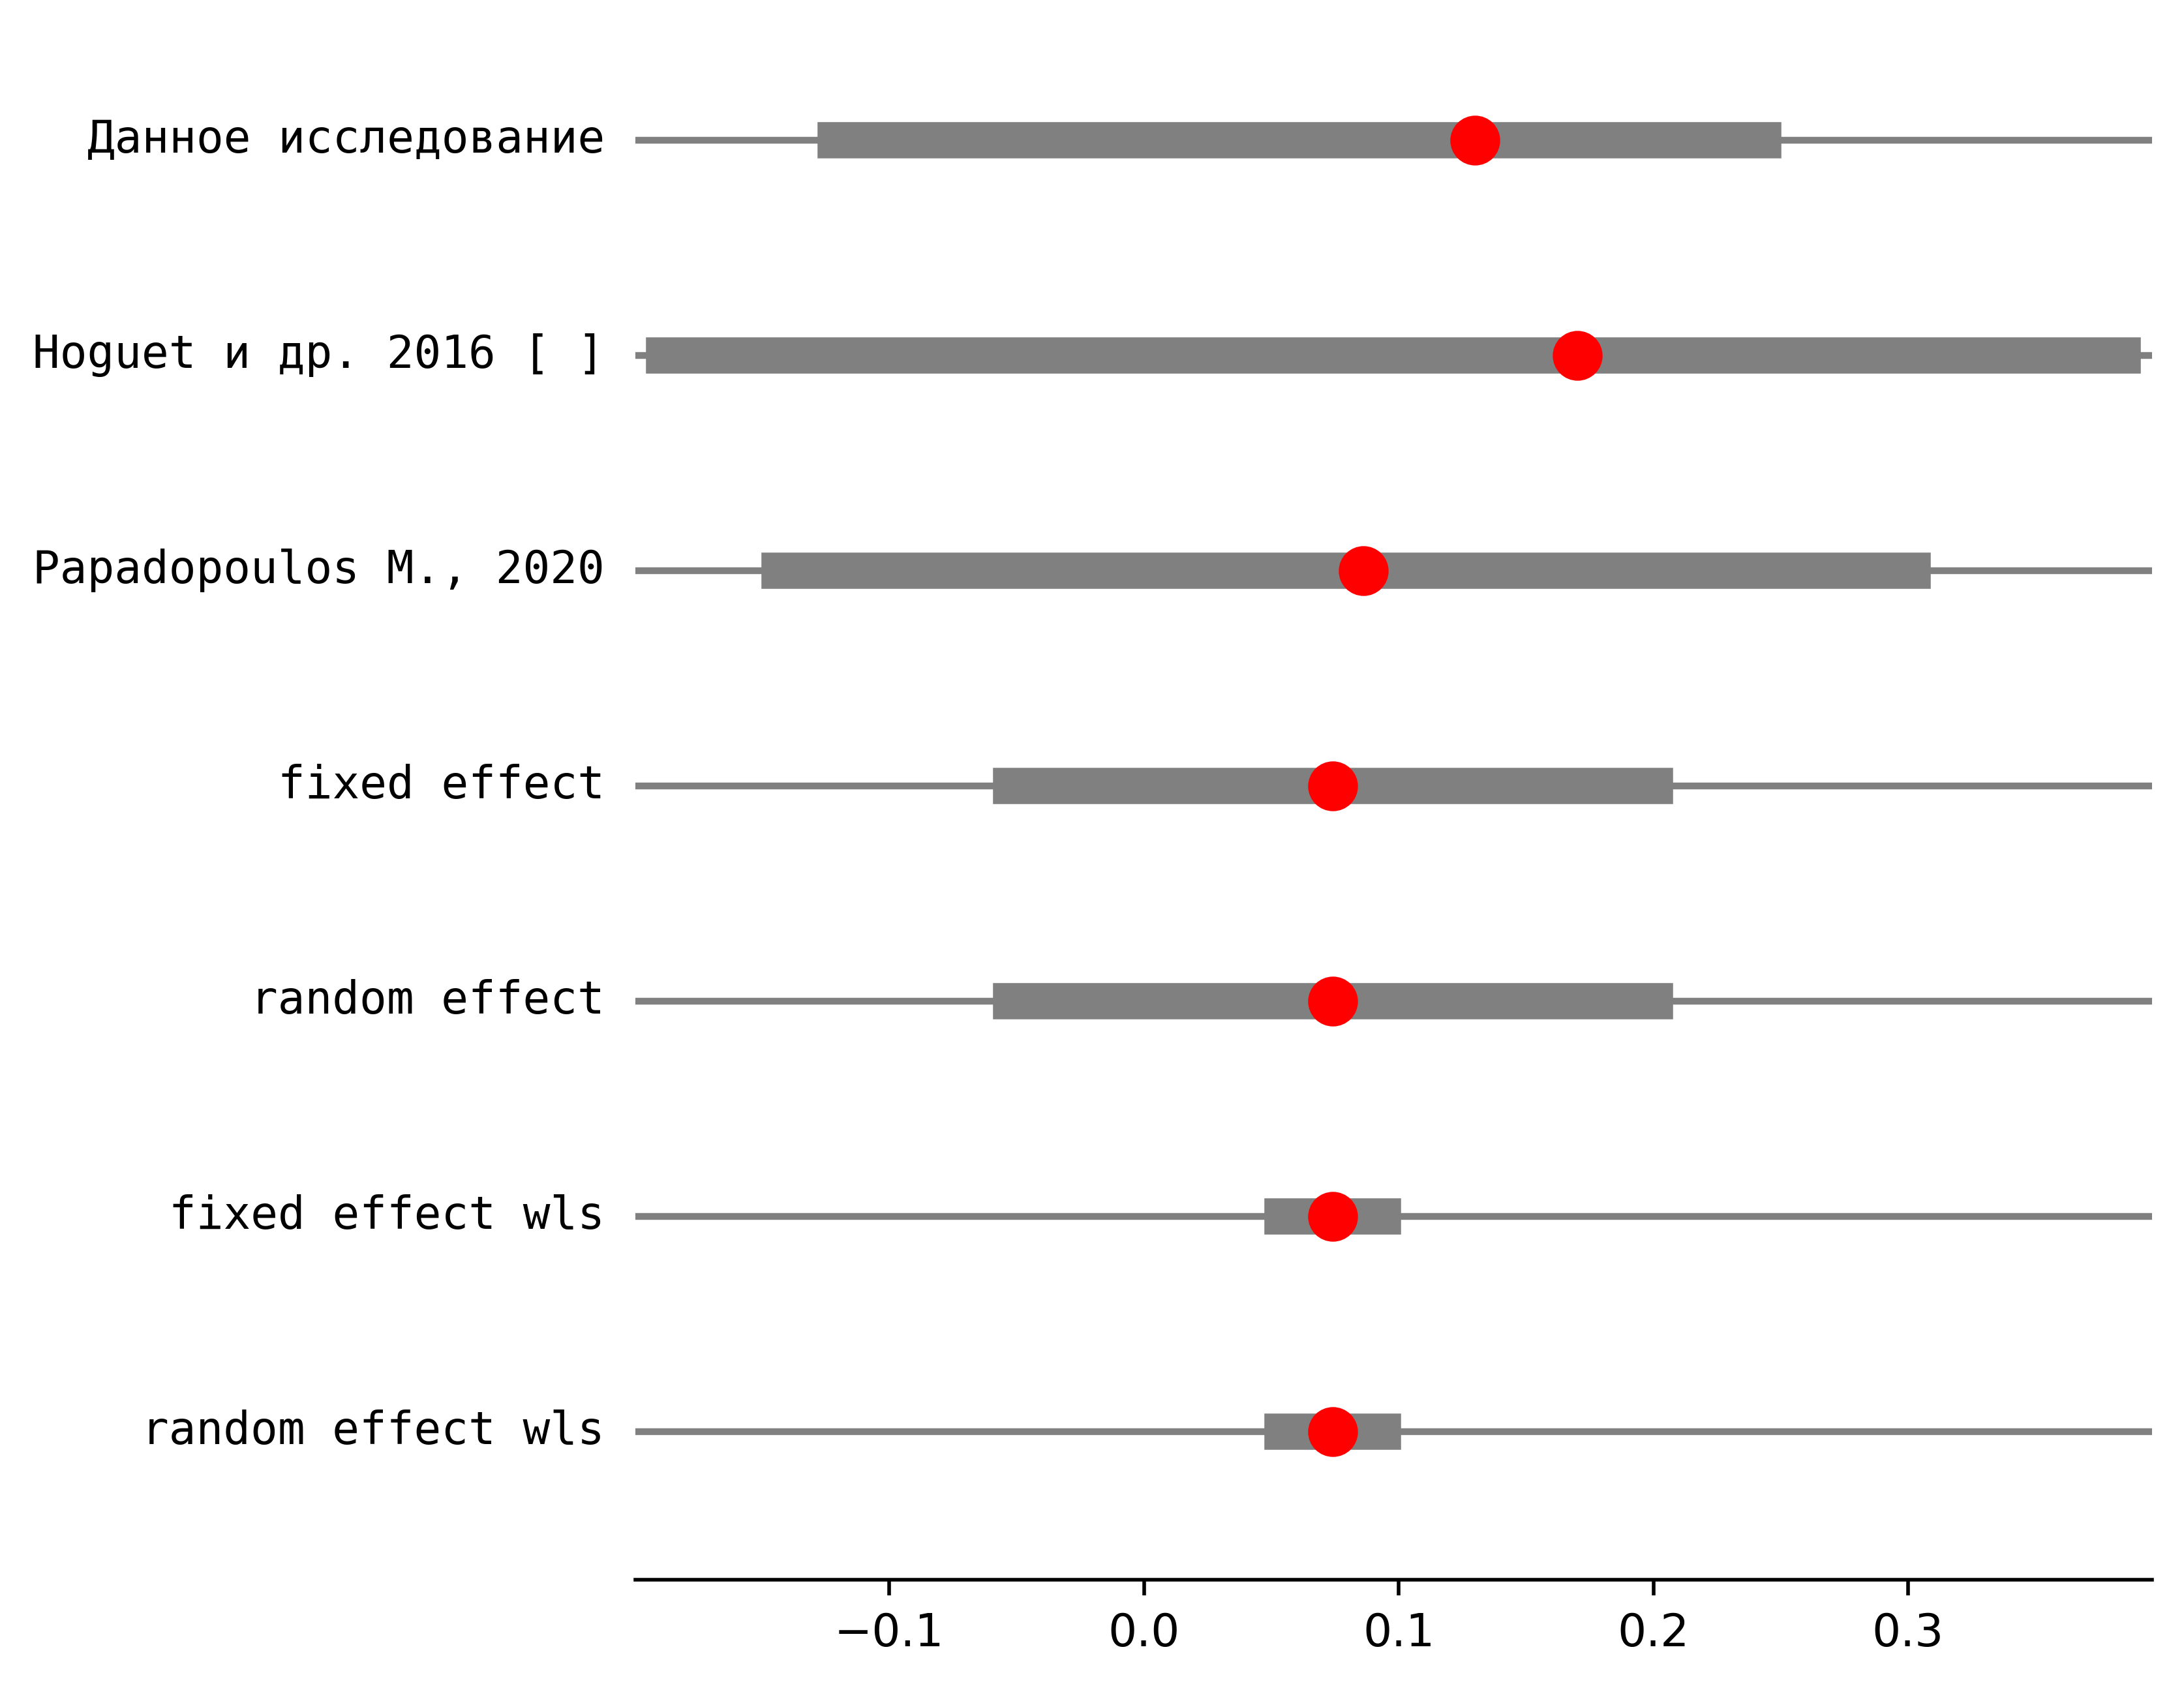 Данное исследование
Hoguet и др. 2016 [ ]
Papadopoulos M., 2020
fixed effect
random effect
fixed effect wls
random effect wls
−0.1 0.0 0.1 0.2 0.3